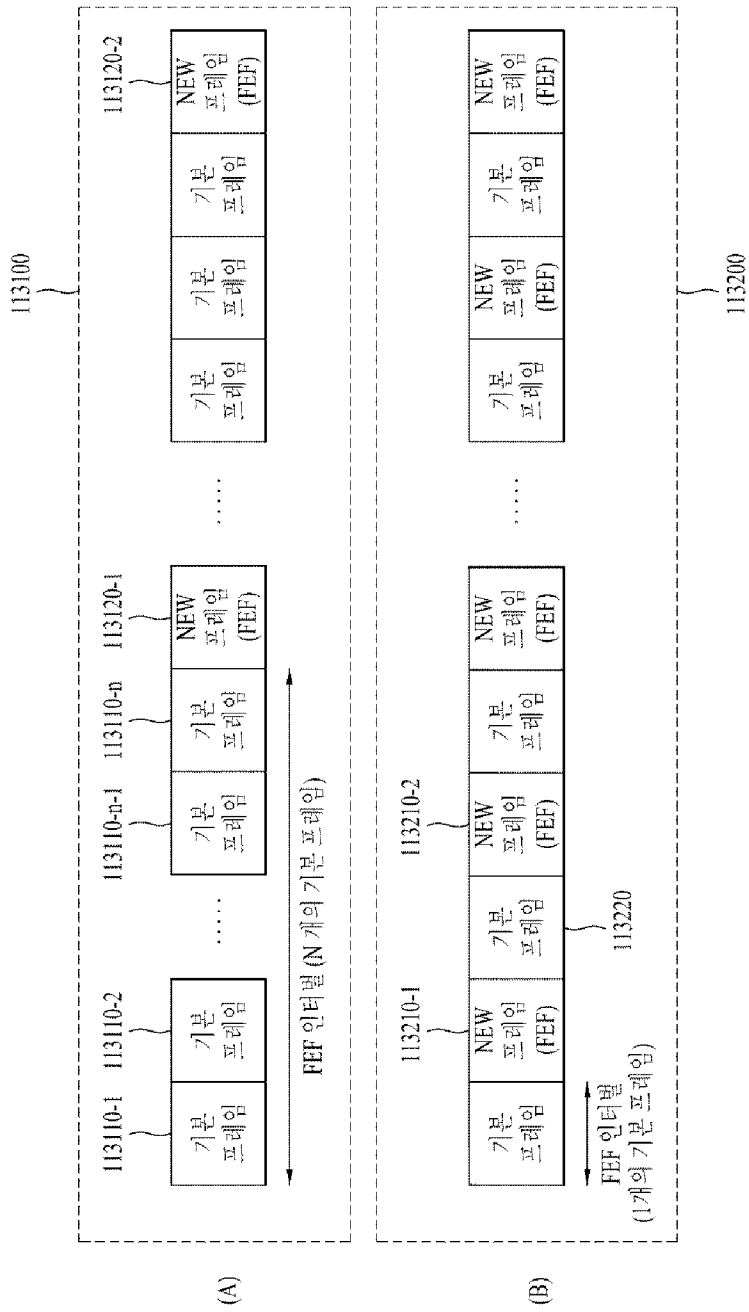 113100
113110-1
113110-2
113110-n-1
113110-n
113120-1
113120-2
기본
프레임
기본
프레임
.....
기본
프레임
기본
프레임
NEW
프레임
(FEF)
.....
기본
프레임
기본
프레임
기본
프레임
NEW
프레임
(FEF)
FEF 인터벌 (N 개의 기본 프레임)
(A)
113210-1
113210-2
기본
프레임
NEW
프레임
(FEF)
기본
프레임
NEW
프레임
(FEF)
기본
프레임
NEW
프레임
(FEF)
.....
기본
프레임
NEW
프레임
(FEF)
기본
프레임
NEW
프레임
(FEF)
FEF 인터벌
(1개의 기본 프레임)
113220
113200
(B)